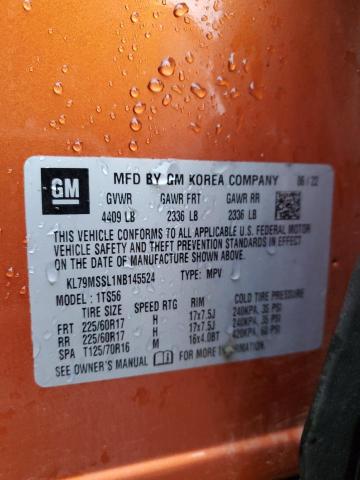 GM MFD BY GM KOREA COMPANY 06/22
GVWR GAWR FRT GAWR RR
4409 LB 2336 LB 2336 LB
THIS VEHICLE CONFORMS TO ALL APPLICABLE U.S. FEDERAL MOTOR
VEHICLE SAFETY AND THEFT PREVENTION STANDARDS IN EFFECT
ON THE DATE OF MANUFACTURE SHOWN ABOVE.
KL79MSSL1NB145524 TYPE: MPV
MODEL: 1TS56
TIRE SIZE SPEED RTG RIM COLD TIRE PRESSURE
FRT 225/60R17 H 17x7.5J 240KPA, 35 PSI
RR 225/60R17 H 17x7.5J 240KPA, 35 PSI
SPA T125/70R16 M 16x4.0BT 420KPA, 60 PSI
SEE OWNER'S MANUAL FOR MORE INFORMATION.